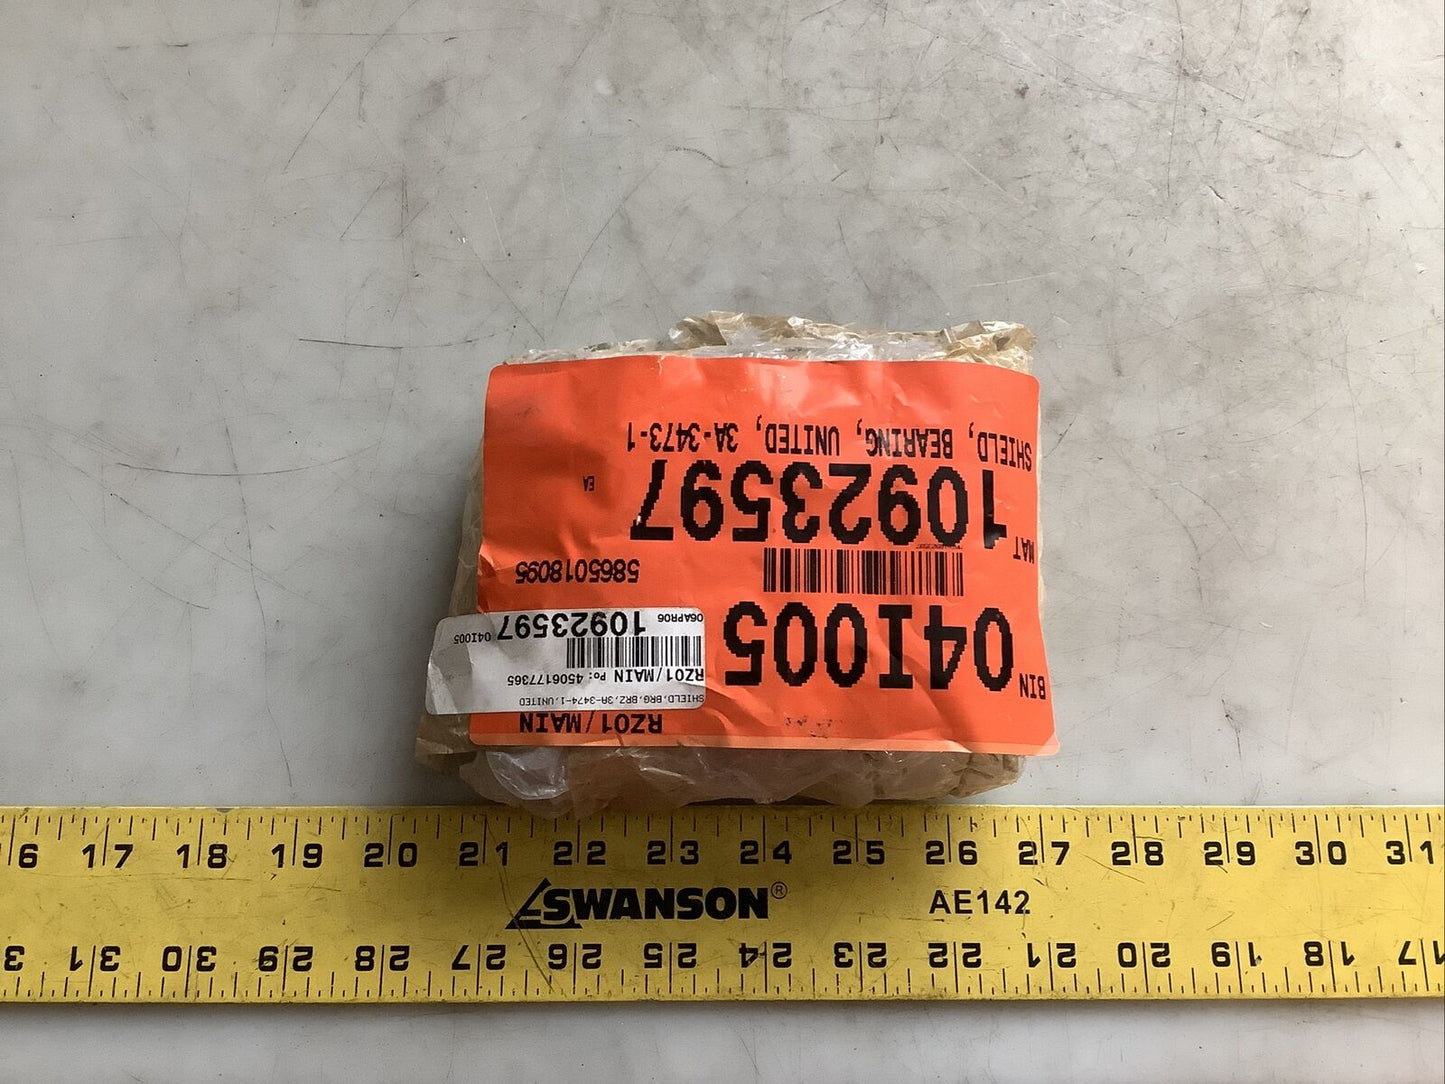 SHIELD, BEARING, UNITED, 3A-3473-1
MAT 10923597
EA
5865018095
BIN 04I005
RZ01/MAIN
SHIELD,BRG,BRZ,3A-3474-1,UNITED
RZ01/MAIN Po: 4506177365
10923597 04I005
06APR06
16 17 18 19 20 21 22 23 24 25 26 27 28 29 30 31
SWANSON® AE142
17 18 19 20 21 22 23 24 25 26 27 28 29 30 31 3